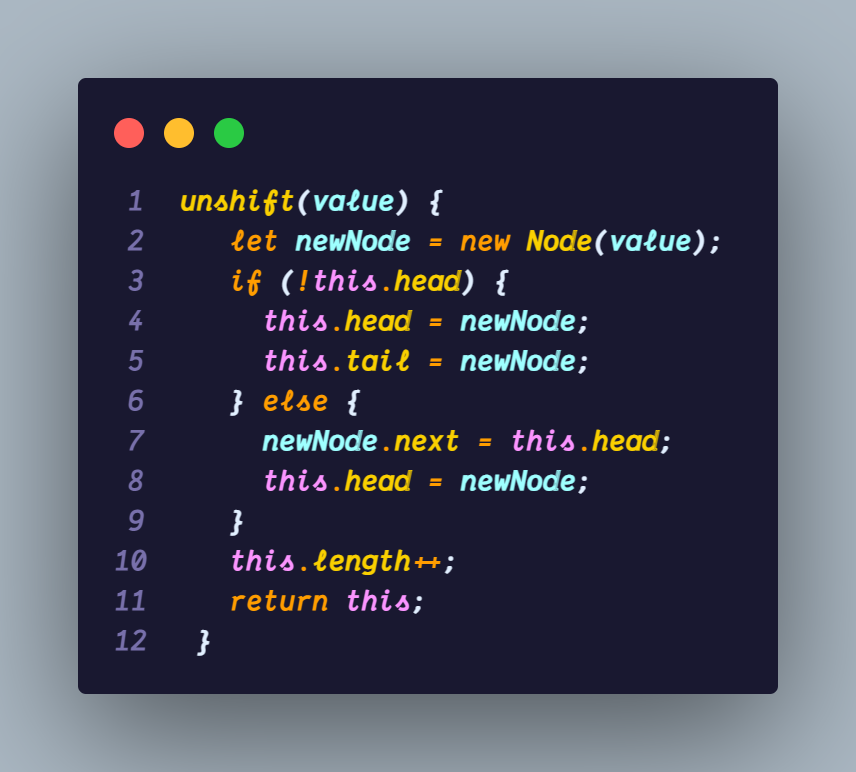 1 unshift(value) {
2 let newNode = new Node(value);
3 if (!this.head) {
4 this.head = newNode;
5 this.tail = newNode;
6 } else {
7 newNode.next = this.head;
8 this.head = newNode;
9 }
10 this.length++;
11 return this;
12 }